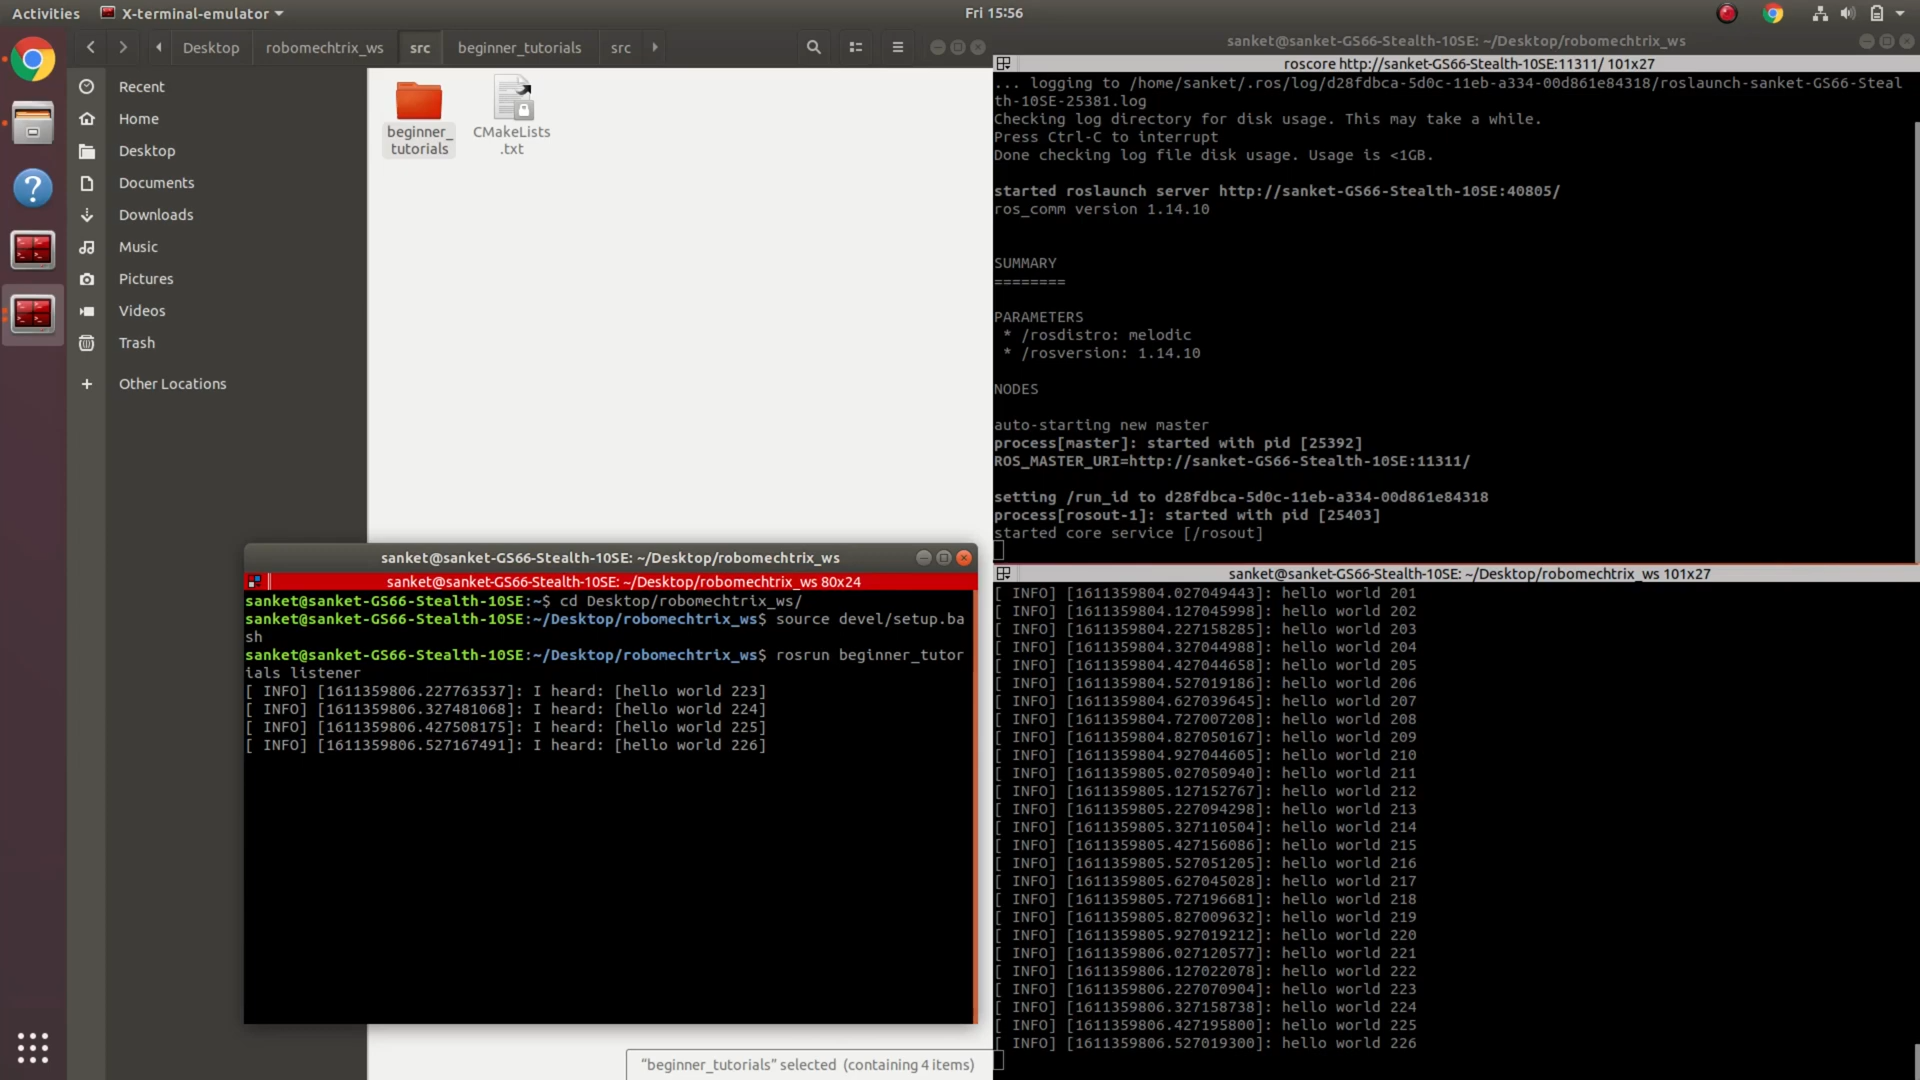 Activities
X-terminal-emulator
Fri 15:56
Desktop
robomechtrix_ws
src
beginner_tutorials
src
Recent
Home
Desktop
Documents
Downloads
Music
Pictures
Videos
Trash
+ Other Locations
beginner_
tutorials
CMakeLists
.txt
"beginner_tutorials" selected (containing 4 items)
sanket@sanket-GS66-Stealth-10SE: ~/Desktop/robomechtrix_ws
roscore http://sanket-GS66-Stealth-10SE:11311/ 101x27
... logging to /home/sanket/.ros/log/d28fdbca-5d0c-11eb-a334-00d861e84318/roslaunch-sanket-GS66-Steal
th-10SE-25381.log
Checking log directory for disk usage. This may take a while.
Press Ctrl-C to interrupt
Done checking log file disk usage. Usage is <1GB.
started roslaunch server http://sanket-GS66-Stealth-10SE:40805/
ros_comm version 1.14.10
SUMMARY
========
PARAMETERS
* /rosdistro: melodic
* /rosversion: 1.14.10
NODES
auto-starting new master
process[master]: started with pid [25392]
ROS_MASTER_URI=http://sanket-GS66-Stealth-10SE:11311/
setting /run_id to d28fdbca-5d0c-11eb-a334-00d861e84318
process[rosout-1]: started with pid [25403]
started core service [/rosout]
sanket@sanket-GS66-Stealth-10SE: ~/Desktop/robomechtrix_ws
sanket@sanket-GS66-Stealth-10SE: ~/Desktop/robomechtrix_ws 80x24
sanket@sanket-GS66-Stealth-10SE:~$ cd Desktop/robomechtrix_ws/
sanket@sanket-GS66-Stealth-10SE:~/Desktop/robomechtrix_ws$ source devel/setup.ba
sh
sanket@sanket-GS66-Stealth-10SE:~/Desktop/robomechtrix_ws$ rosrun beginner_tutor
ials listener
[ INFO] [1611359806.227763537]: I heard: [hello world 223]
[ INFO] [1611359806.327481068]: I heard: [hello world 224]
[ INFO] [1611359806.427508175]: I heard: [hello world 225]
[ INFO] [1611359806.527167491]: I heard: [hello world 226]
sanket@sanket-GS66-Stealth-10SE: ~/Desktop/robomechtrix_ws 101x27
[ INFO] [1611359804.027049443]: hello world 201
[ INFO] [1611359804.127045998]: hello world 202
[ INFO] [1611359804.227158285]: hello world 203
[ INFO] [1611359804.327044988]: hello world 204
[ INFO] [1611359804.427044658]: hello world 205
[ INFO] [1611359804.527019186]: hello world 206
[ INFO] [1611359804.627039645]: hello world 207
[ INFO] [1611359804.727007208]: hello world 208
[ INFO] [1611359804.827050167]: hello world 209
[ INFO] [1611359804.927044605]: hello world 210
[ INFO] [1611359805.027050940]: hello world 211
[ INFO] [1611359805.127152767]: hello world 212
[ INFO] [1611359805.227094298]: hello world 213
[ INFO] [1611359805.327110504]: hello world 214
[ INFO] [1611359805.427156086]: hello world 215
[ INFO] [1611359805.527051205]: hello world 216
[ INFO] [1611359805.627045028]: hello world 217
[ INFO] [1611359805.727196681]: hello world 218
[ INFO] [1611359805.827009632]: hello world 219
[ INFO] [1611359805.927019212]: hello world 220
[ INFO] [1611359806.027120577]: hello world 221
[ INFO] [1611359806.127022078]: hello world 222
[ INFO] [1611359806.227070904]: hello world 223
[ INFO] [1611359806.327158738]: hello world 224
[ INFO] [1611359806.427195800]: hello world 225
[ INFO] [1611359806.527019300]: hello world 226